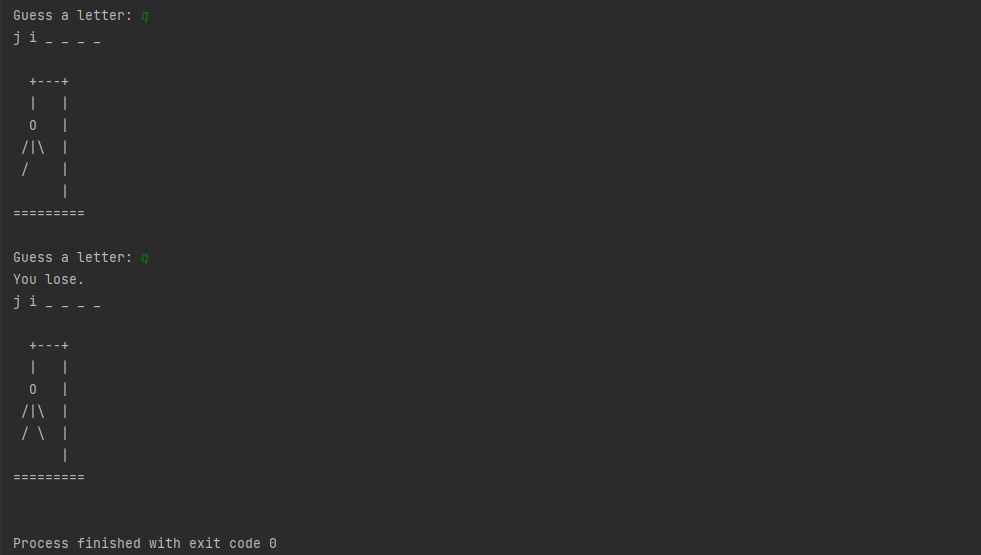 Guess a letter: q
j i _ _ _ _
  +---+
  |   |
  O   |
 /|\  |
 /    |
      |
=========
Guess a letter: q
You lose.
j i _ _ _ _
  +---+
  |   |
  O   |
 /|\  |
 / \  |
      |
=========
Process finished with exit code 0